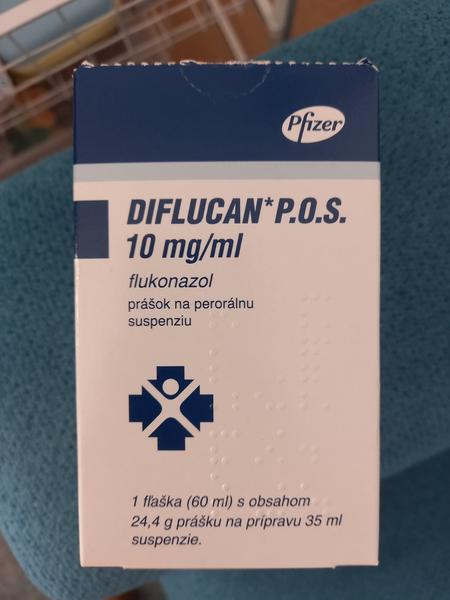 Pfizer
DIFLUCAN* P.O.S.
10 mg/ml
flukonazol
prášok na perorálnu
suspenziu
1 fľaška (60 ml) s obsahom
24,4 g prášku na prípravu 35 ml
suspenzie.